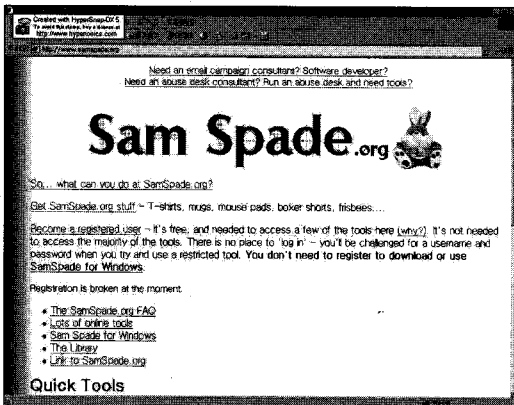 Created with HyperSnap-DX 5
To avoid this stamp, buy a license at
http://www.hyperionics.com
Need an email campaign consultant? Software developer?
Need an abuse desk consultant? Run an abuse desk and need tools?
Sam Spade.org
So... what can you do at SamSpade.org?
Get SamSpade.org stuff - T-shirts, mugs, mouse pads, boxer shorts, frisbees....
Become a registered user - it's free, and needed to access a few of the tools here (why?). It's not needed
to access the majority of the tools. There is no place to 'log in' - you'll be challenged for a username and
password when you try and use a restricted tool. You don't need to register to download or use
SamSpade for Windows.
Registration is broken at the moment.
• The SamSpade.org FAQ
• Lots of online tools
• Sam Spade for Windows
• The Library
• Link to SamSpade.org
Quick Tools